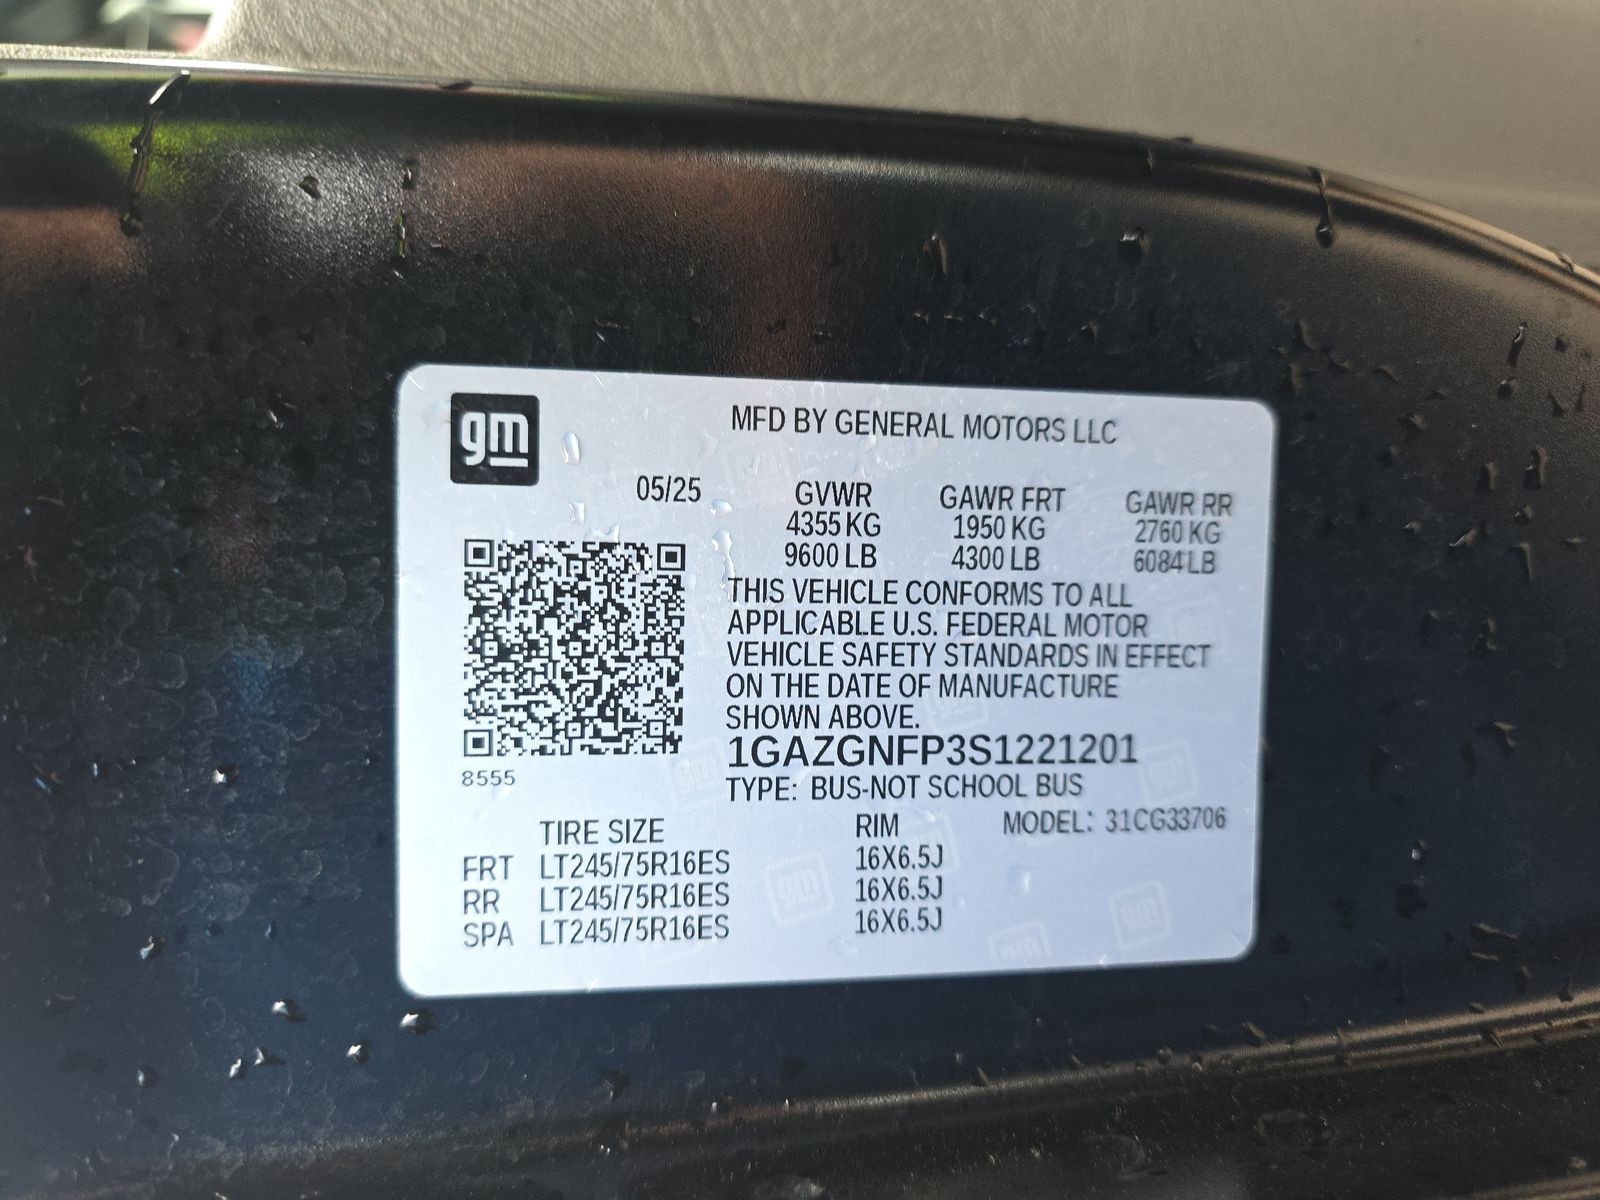 gm
MFD BY GENERAL MOTORS LLC
05/25 GVWR GAWR FRT GAWR RR
4355 KG 1950 KG 2760 KG
9600 LB 4300 LB 6084 LB
THIS VEHICLE CONFORMS TO ALL
APPLICABLE U.S. FEDERAL MOTOR
VEHICLE SAFETY STANDARDS IN EFFECT
ON THE DATE OF MANUFACTURE
SHOWN ABOVE.
1GAZGNFP3S1221201
8555
TYPE: BUS-NOT SCHOOL BUS
TIRE SIZE RIM MODEL: 31CG33706
FRT LT245/75R16ES 16X6.5J
RR LT245/75R16ES 16X6.5J
SPA LT245/75R16ES 16X6.5J